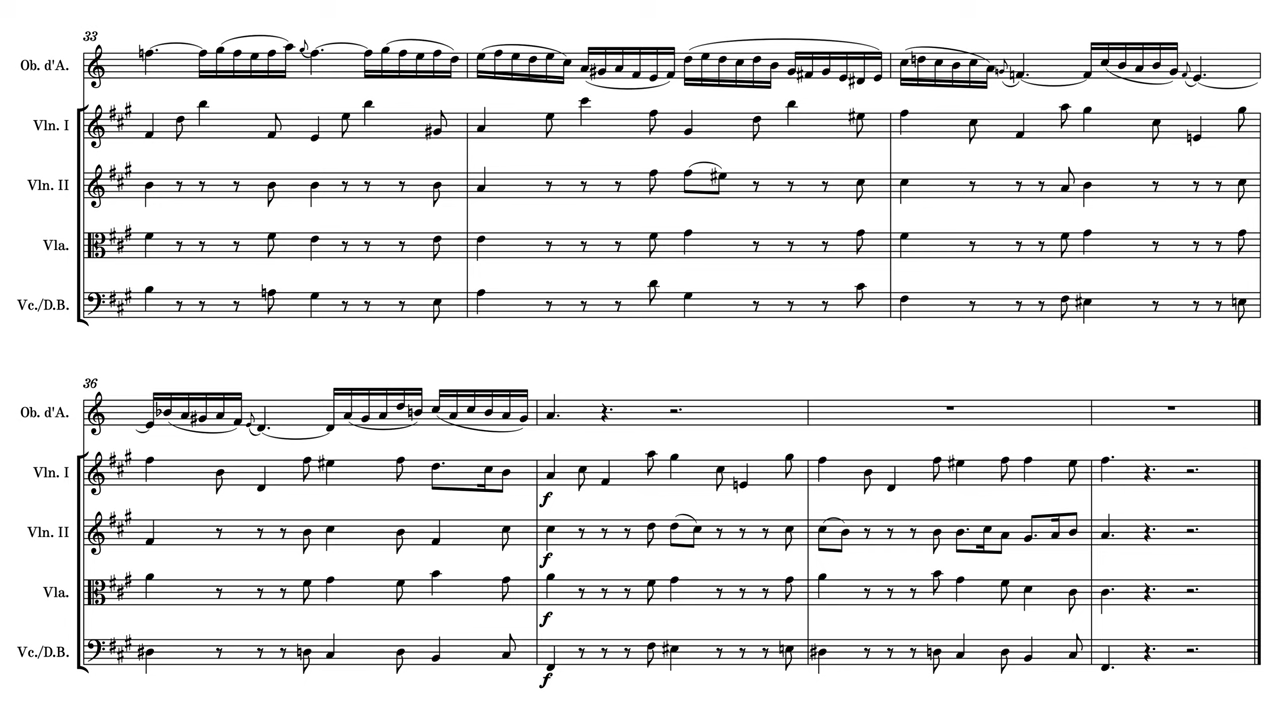 33
Ob. d'A.
Vln. I
Vln. II
Vla.
Vc./D.B.
36
Ob. d'A.
Vln. I
f
Vln. II
f
Vla.
f
Vc./D.B.
f